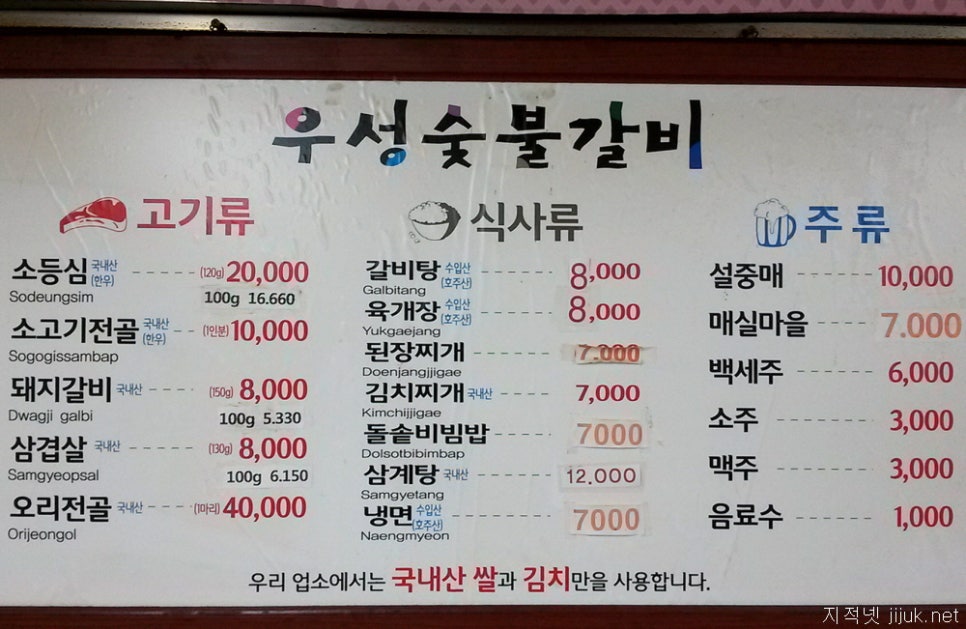 우성숯불갈비
고기류
소등심 국내산 (한우) (120g) 20,000
Sodeungsim 100g 16.660
소고기전골 국내산 (한우) (1인분) 10,000
Sogogissambap
돼지갈비 국내산 (150g) 8,000
Dwagji galbi 100g 5.330
삼겹살 국내산 (130g) 8,000
Samgyeopsal 100g 6.150
오리전골 국내산 (1마리) 40,000
Orijeongol
식사류
갈비탕 수입산 (호주산) 8,000
Galbitang
육개장 수입산 (호주산) 8,000
Yukgaejang
된장찌개 7.000
Doenjangjjigae
김치찌개 국내산 7,000
Kimchijjigae
돌솥비빔밥 7000
Dolsotbibimbap
삼계탕 국내산 12.000
Samgyetang
냉면 수입산 (호주산) 7000
Naengmyeon
주류
설중매 10,000
매실마을 7.000
백세주 6,000
소주 3,000
맥주 3,000
음료수 1,000
우리 업소에서는 국내산 쌀과 김치만을 사용합니다.
지적넷 jijuk.net